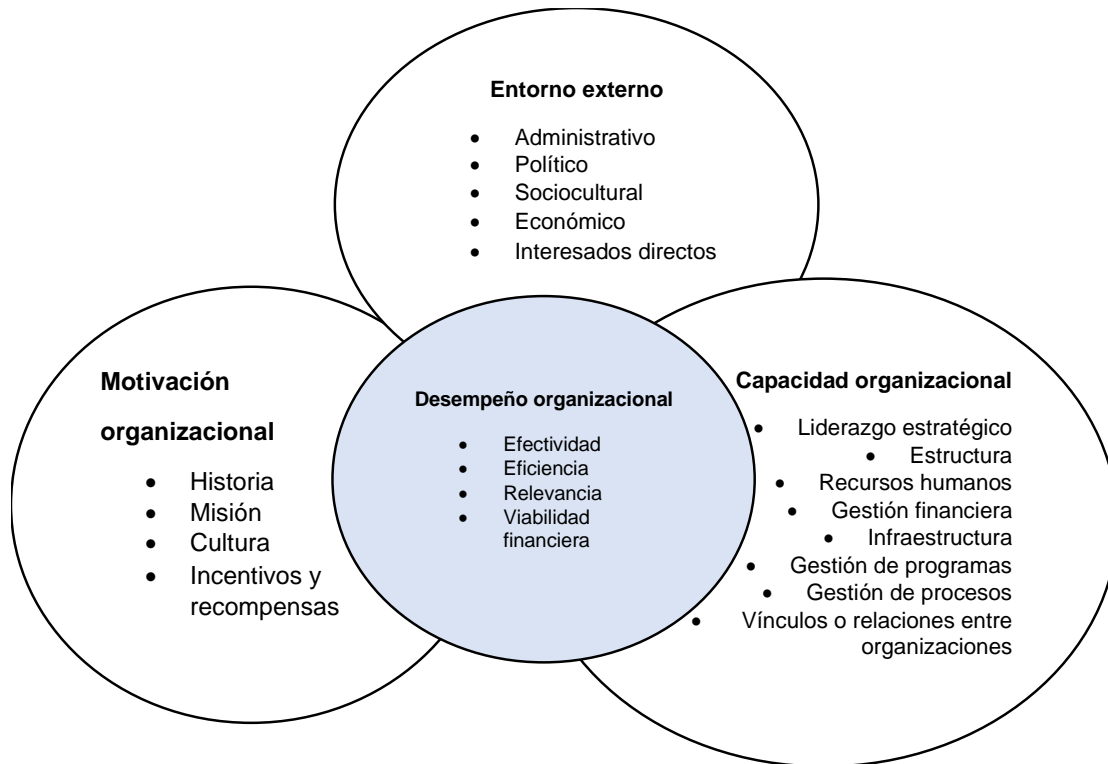 Entorno externo
• Administrativo
• Político
• Sociocultural
• Económico
• Interesados directos
Motivación
organizacional
• Historia
• Misión
• Cultura
• Incentivos y
recompensas
Desempeño organizacional
• Efectividad
• Eficiencia
• Relevancia
• Viabilidad
financiera
Capacidad organizacional
• Liderazgo estratégico
• Estructura
• Recursos humanos
• Gestión financiera
• Infraestructura
• Gestión de programas
• Gestión de procesos
• Vínculos o relaciones entre
organizaciones